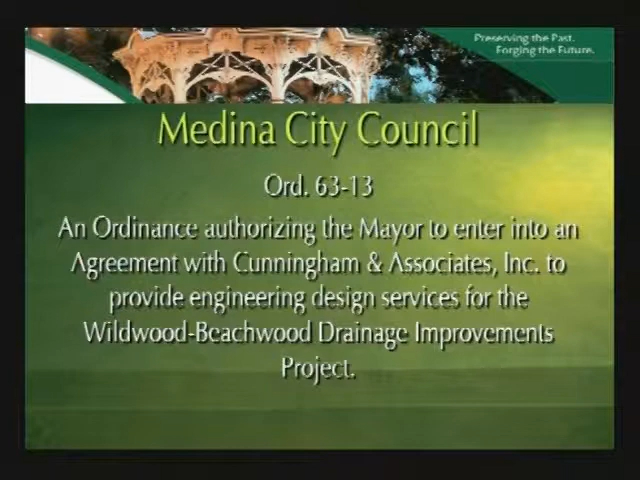 Preserving the Past.
Forging the Future.
Medina City Council
Ord. 63-13
An Ordinance authorizing the Mayor to enter into an
Agreement with Cunningham & Associates, Inc. to
provide engineering design services for the
Wildwood-Beachwood Drainage Improvements
Project.